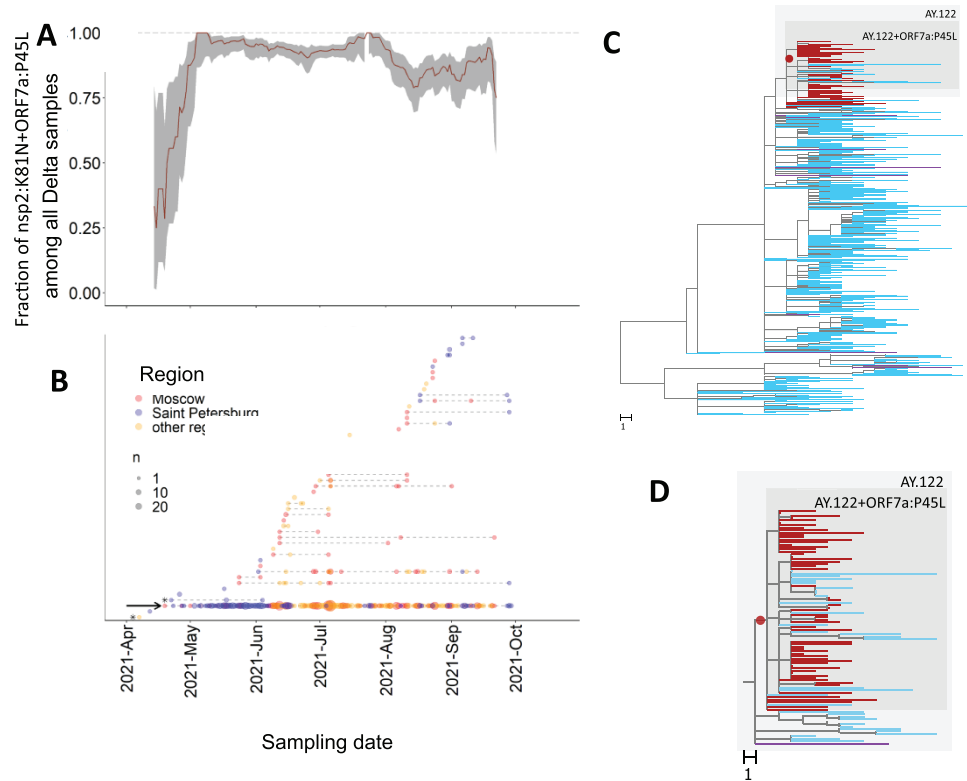 A
Fraction of nsp2:K81N+ORF7a:P45L
among all Delta samples
1.00
0.75
0.50
0.25
0.00
B
Region
Moscow
Saint Petersburg
other reg
n
1
10
20
*
*
2021-Apr
2021-May
2021-Jun
2021-Jul
2021-Aug
2021-Sep
2021-Oct
Sampling date
C
AY.122
AY.122+ORF7a:P45L
1
D
AY.122
AY.122+ORF7a:P45L
1